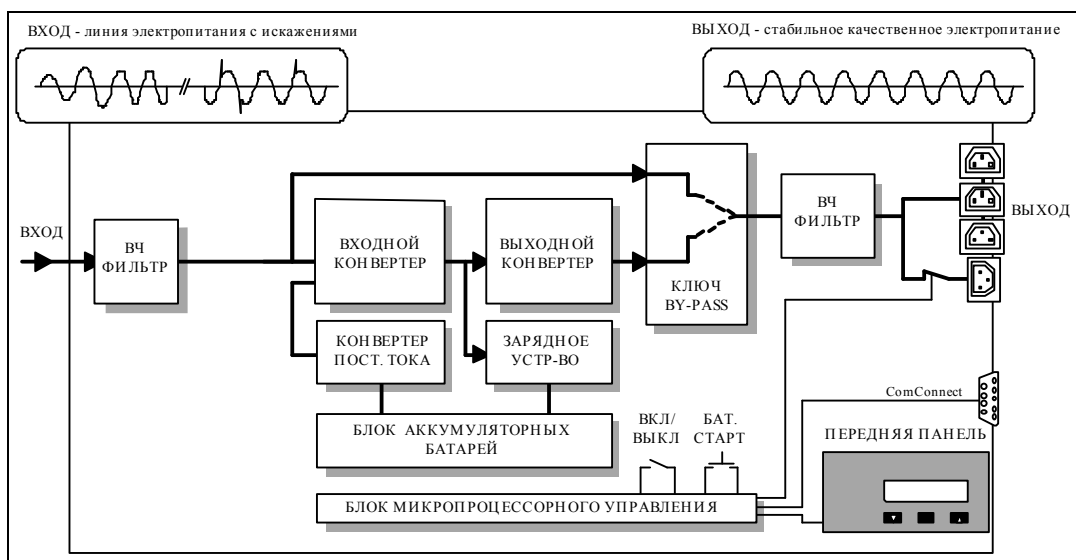 ВХОД - линия электропитания с искажениями
ВЫХОД - стабильное качественное электропитание
ВХОД
ВЧ
ФИЛЬТР
ВХОДНОЙ
КОНВЕРТЕР
ВЫХОДНОЙ
КОНВЕРТЕР
КЛЮЧ
BY-PASS
ВЧ
ФИЛЬТР
ВЫХОД
КОНВЕРТЕР
ПОСТ. ТОКА
ЗАРЯДНОЕ
УСТР-ВО
БЛОК АККУМУЛЯТОРНЫХ
БАТАРЕЙ
ВКЛ/
ВЫКЛ
БАТ.
СТАРТ
ComConnect
ПЕРЕДНЯЯ ПАНЕЛЬ
БЛОК МИКРОПРОЦЕССОРНОГО УПРАВЛЕНИЯ